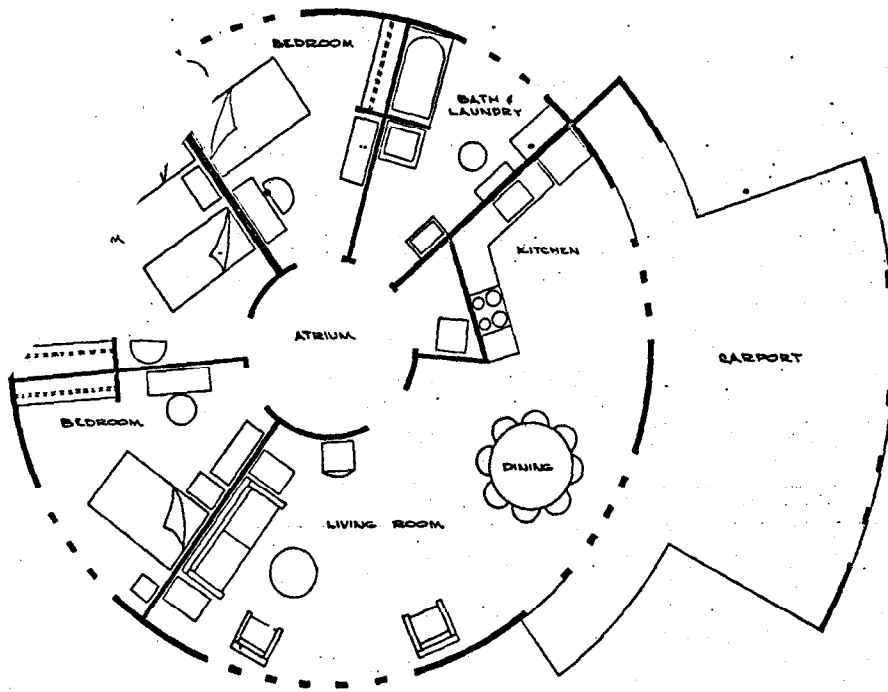 BEDROOM
BATH &
LAUNDRY
M
KITCHEN
ATRIUM
CARPORT
BEDROOM
DINING
LIVING ROOM